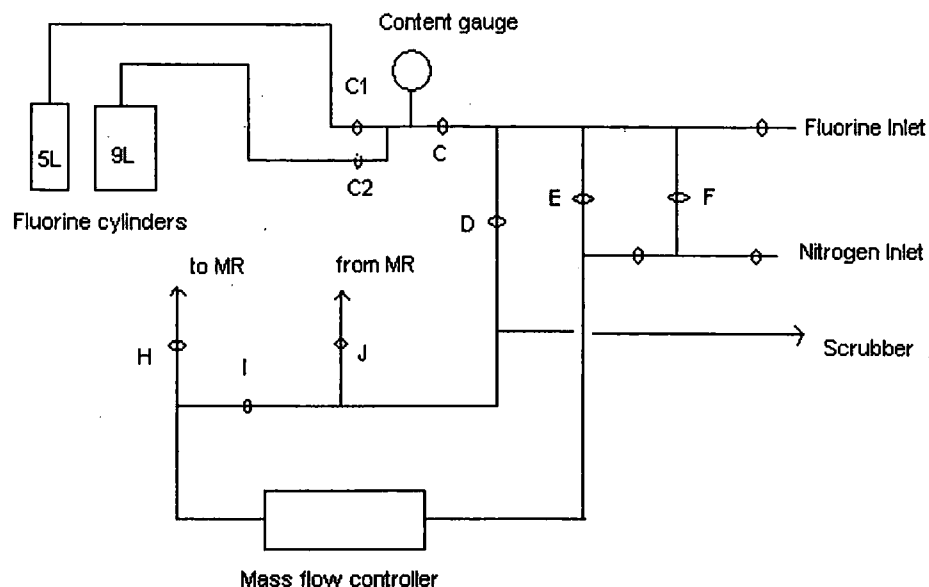 Content gauge
C1
5L
9L
C
Fluorine Inlet
C2
Fluorine cylinders
D
E
F
Nitrogen Inlet
to MR
from MR
H
I
J
Scrubber
Mass flow controller